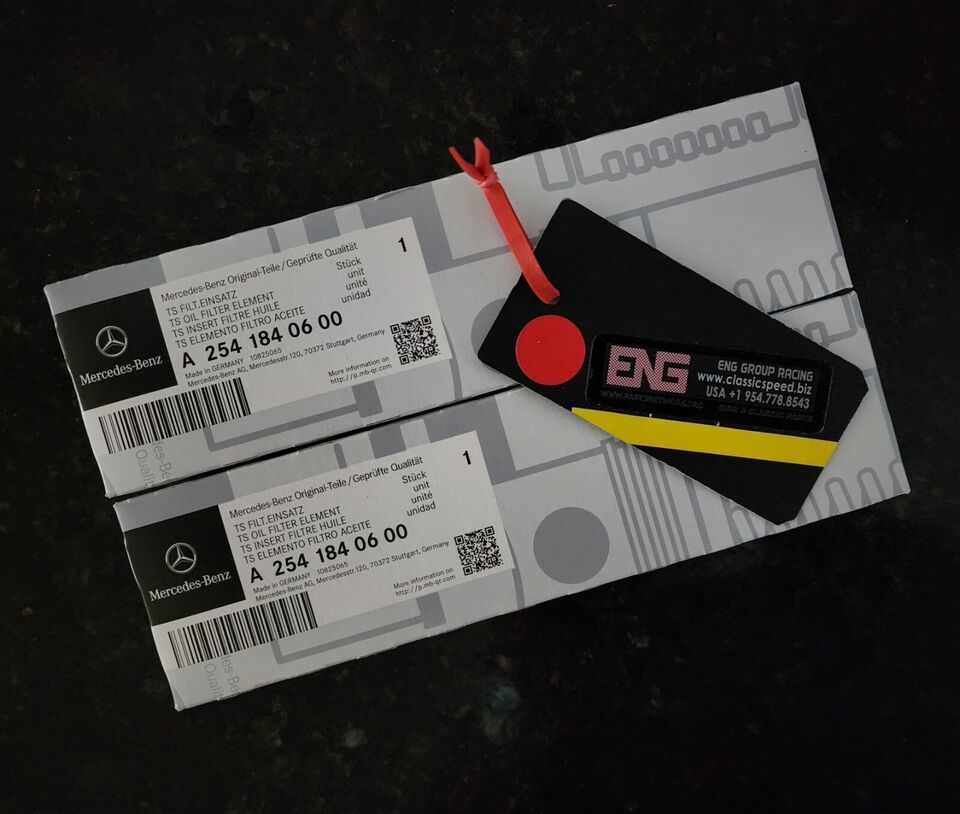 Mercedes-Benz Original-Teile/Geprüfte Qualität 1
TS FILT.EINSATZ Stück
TS OIL FILTER ELEMENT unit
TS INSERT FILTRE HUILE unité
TS ELEMENTO FILTRO ACEITE unidad
A 254 184 06 00
Made in GERMANY 10825065
Mercedes-Benz AG, Mercedesstr.120, 70372 Stuttgart, Germany
More information on
http://p.mb-qr.com
Mercedes-Benz
ENG
ENG GROUP RACING
www.classicspeed.biz
USA +1 954.778.8543
WWW.PARTSNETWORK.ORG OEM & CLASSIC PARTS
Mercedes-Benz Original-Teile/Geprüfte Qualität 1
TS FILT.EINSATZ Stück
TS OIL FILTER ELEMENT unit
TS INSERT FILTRE HUILE unité
TS ELEMENTO FILTRO ACEITE unidad
A 254 184 06 00
Made in GERMANY 10825065
Mercedes-Benz AG, Mercedesstr.120, 70372 Stuttgart, Germany
More information on
http://p.mb-qr.com
Mercedes-Benz